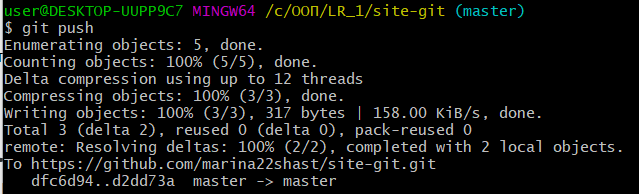 user@DESKTOP-UUPP9C7 MINGW64 /c/ООП/LR_1/site-git (master)
$ git push
Enumerating objects: 5, done.
Counting objects: 100% (5/5), done.
Delta compression using up to 12 threads
Compressing objects: 100% (3/3), done.
Writing objects: 100% (3/3), 317 bytes | 158.00 KiB/s, done.
Total 3 (delta 2), reused 0 (delta 0), pack-reused 0
remote: Resolving deltas: 100% (2/2), completed with 2 local objects.
To https://github.com/marina22shast/site-git.git
   dfc6d94..d2dd73a  master -> master